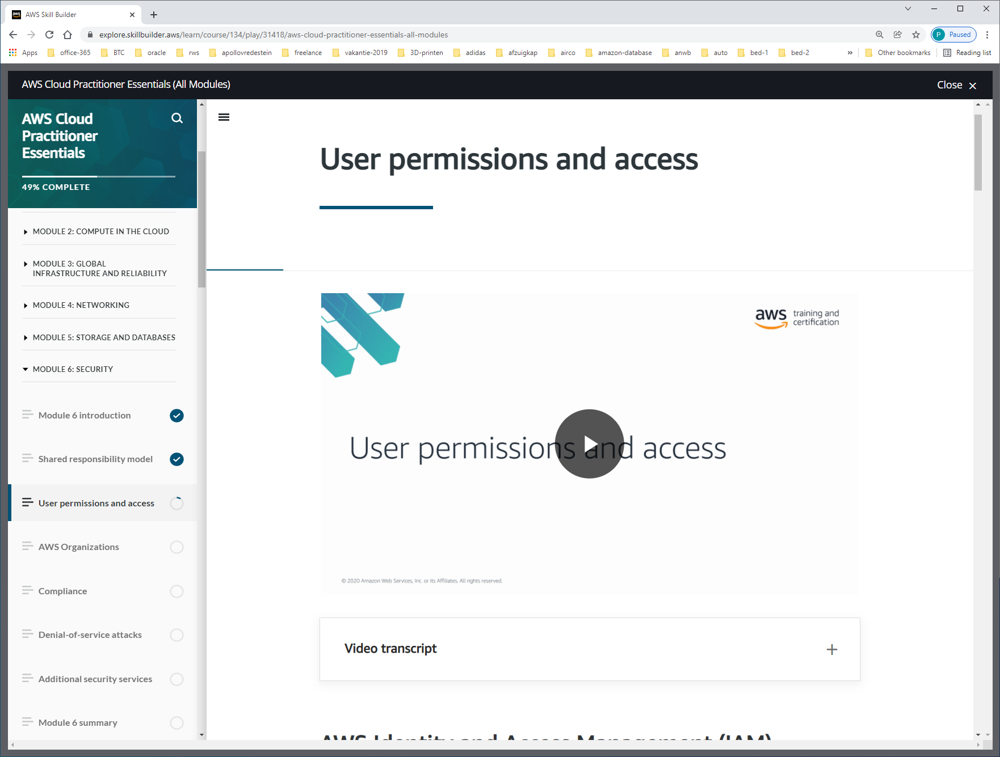 AWS Skill Builder
explore.skillbuilder.aws/learn/course/134/play/31418/aws-cloud-practitioner-essentials-all-modules
P Paused
Apps office-365 BTC oracle rws apollovredestein freelance vakantie-2019 3D-printen adidas afzuigkap airco amazon-database anwb auto bed-1 bed-2 » Other bookmarks Reading list
AWS Cloud Practitioner Essentials (All Modules)
Close
AWS Cloud
Practitioner
Essentials
49% COMPLETE
MODULE 2: COMPUTE IN THE CLOUD
MODULE 3: GLOBAL
INFRASTRUCTURE AND RELIABILITY
MODULE 4: NETWORKING
MODULE 5: STORAGE AND DATABASES
MODULE 6: SECURITY
Module 6 introduction
Shared responsibility model
User permissions and access
AWS Organizations
Compliance
Denial-of-service attacks
Additional security services
Module 6 summary
User permissions and access
aws training and
certification
User permissions and access
© 2020 Amazon Web Services, Inc. or its Affiliates. All rights reserved.
Video transcript
AWS Identity and Access Management (IAM)